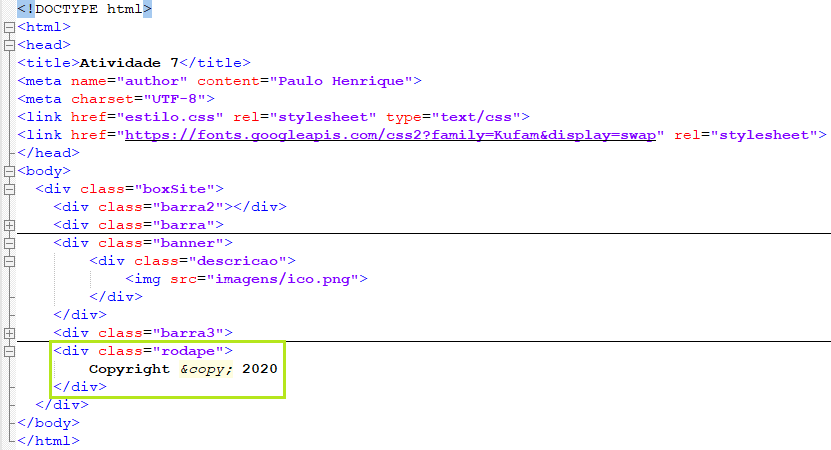 <!DOCTYPE html>
<html>
<head>
<title>Atividade 7</title>
<meta name="author" content="Paulo Henrique">
<meta charset="UTF-8">
<link href="estilo.css" rel="stylesheet" type="text/css">
<link href="https://fonts.googleapis.com/css2?family=Kufam&display=swap" rel="stylesheet">
</head>
<body>
<div class="boxSite">
<div class="barra2"></div>
<div class="barra">
<div class="banner">
<div class="descricao">
<img src="imagens/ico.png">
</div>
</div>
<div class="barra3">
<div class="rodape">
Copyright &copy; 2020
</div>
</div>
</body>
</html>